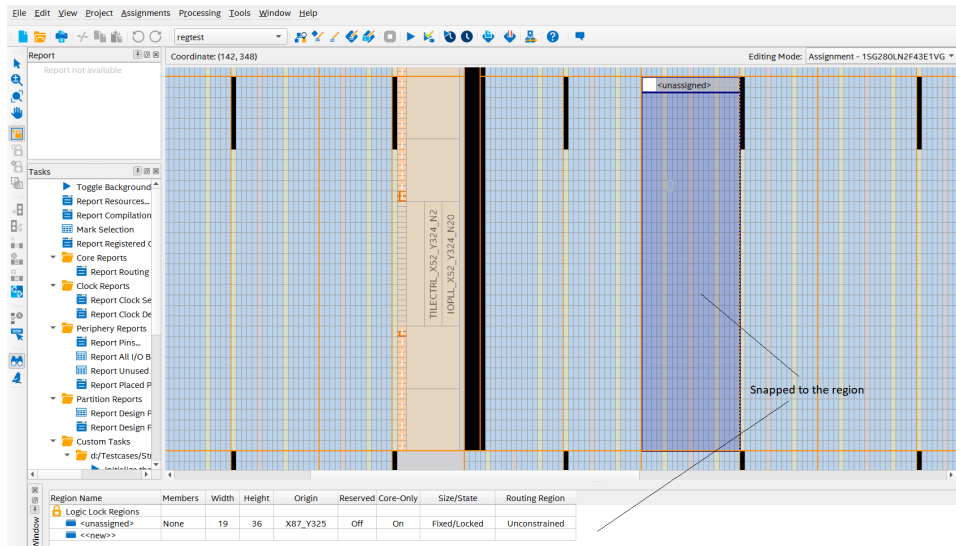 File Edit View Project Assignments Processing Tools Window Help
regtest
Report
Report not available
Coordinate: (142, 348)
Editing Mode: Assignment - 1SG280LN2F43E1VG
<unassigned>
Tasks
Toggle Background
Report Resources...
Report Compilation
Mark Selection
Report Registered C
Core Reports
Report Routing
Clock Reports
Report Clock Se
Report Clock De
Periphery Reports
Report Pins...
Report All I/O B
Report Unused
Report Placed P
Partition Reports
Report Design P
Report Design P
Custom Tasks
d:/Testcases/Str
Initialize the
TILECTRL_X52_Y324_N2
IOPLL_X52_Y324_N20
Snapped to the region
Region Name Members Width Height Origin Reserved Core-Only Size/State Routing Region
Logic Lock Regions
<unassigned> None 19 36 X87_Y325 Off On Fixed/Locked Unconstrained
<<new>>
Window